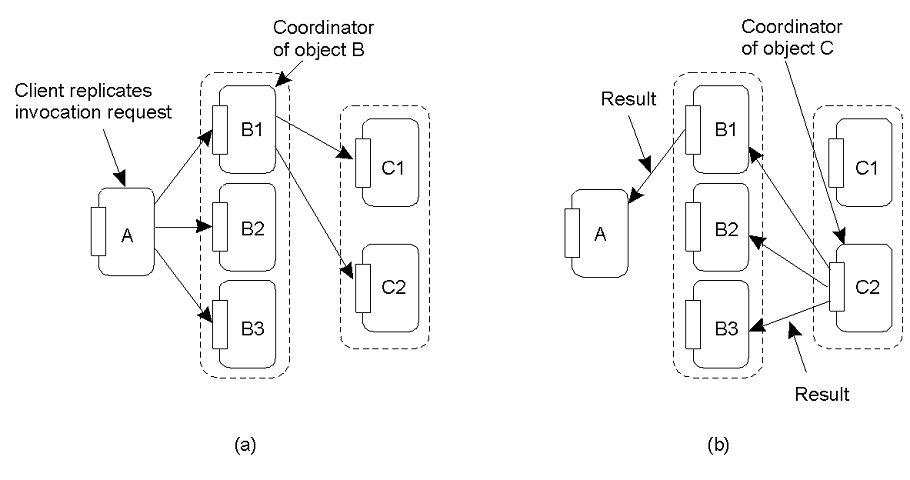 Coordinator
of object B
Client replicates
invocation request
A
B1
B2
B3
C1
C2
(a)
Coordinator
of object C
Result
A
B1
B2
B3
C1
C2
Result
(b)